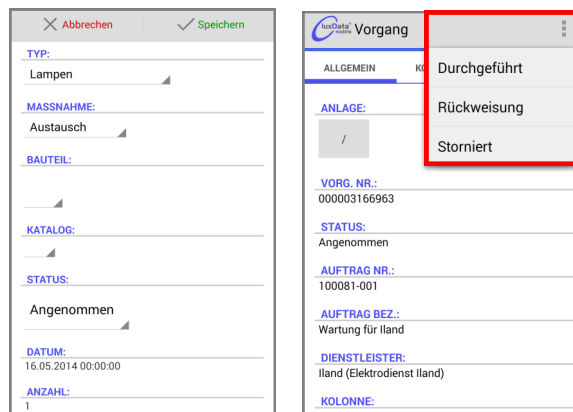 Abbrechen
Speichern
TYP:
Lampen
MASSNAHME:
Austausch
BAUTEIL:
KATALOG:
STATUS:
Angenommen
DATUM:
16.05.2014 00:00:00
ANZAHL:
1
luxData mobile Vorgang
ALLGEMEIN KO
Durchgeführt
Rückweisung
Storniert
ANLAGE:
/
VORG. NR.:
000003166963
STATUS:
Angenommen
AUFTRAG NR.:
100081-001
AUFTRAG BEZ.:
Wartung für Iland
DIENSTLEISTER:
Iland (Elektrodienst Iland)
KOLONNE: